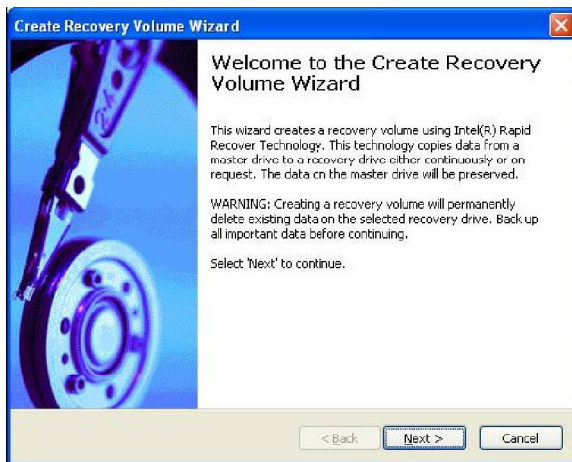 Create Recovery Volume Wizard
Welcome to the Create Recovery
Volume Wizard
This wizard creates a recovery volume using Intel(R) Rapid
Recover Technology. This technology copies data from a
master drive to a recovery drive either continuously or on
request. The data on the master drive will be preserved.
WARNING: Creating a recovery volume will permanently
delete existing data on the selected recovery drive. Back up
all important data before continuing.
Select 'Next' to continue.
< Back
Next >
Cancel